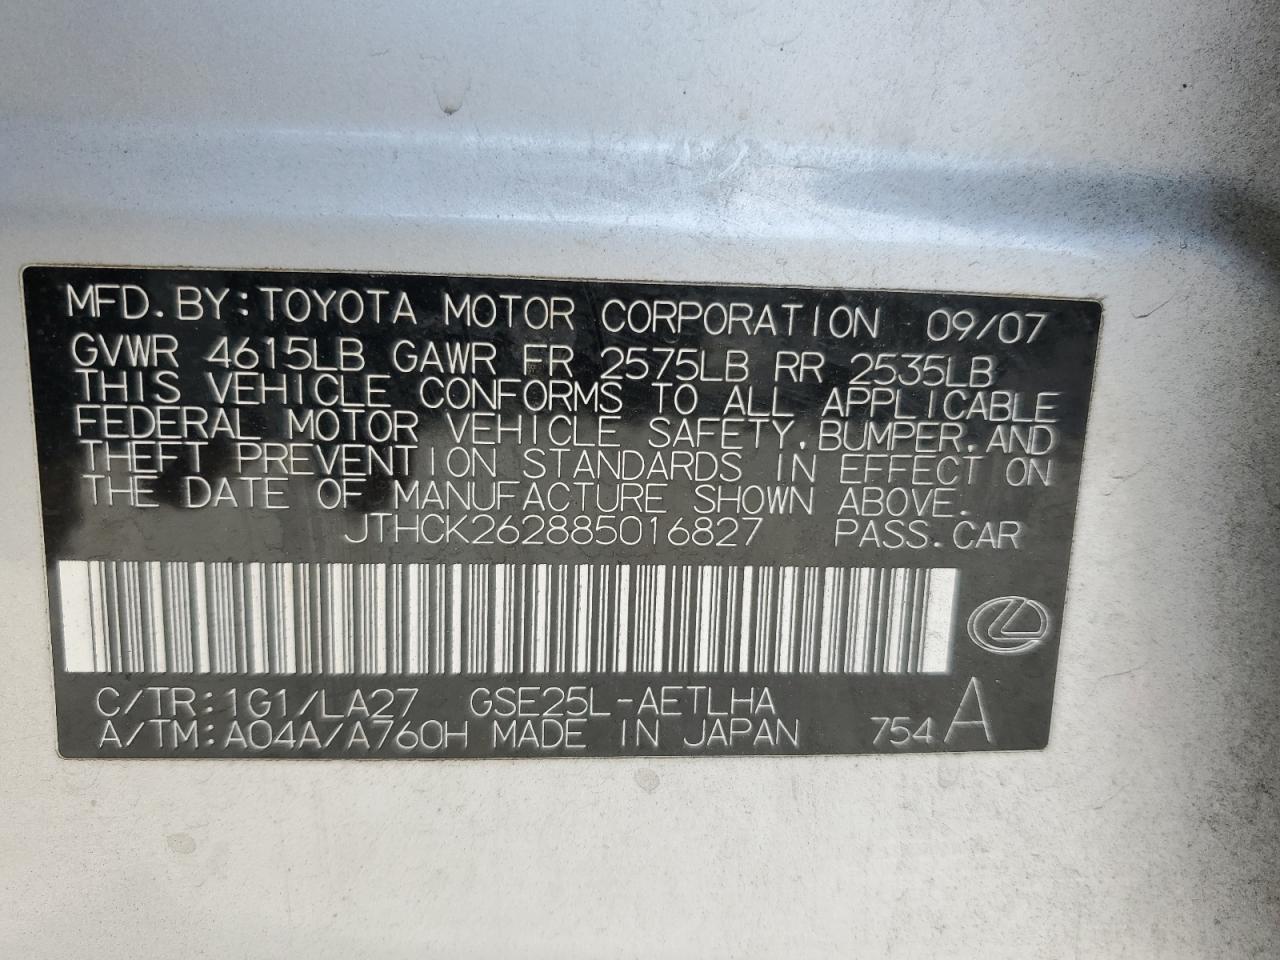 MFD. BY: TOYOTA MOTOR CORPORATION 09/07
GVWR 4615LB GAWR FR 2575LB RR 2535LB
THIS VEHICLE CONFORMS TO ALL APPLICABLE
FEDERAL MOTOR VEHICLE SAFETY, BUMPER, AND
THEFT PREVENTION STANDARDS IN EFFECT ON
THE DATE OF MANUFACTURE SHOWN ABOVE.
JTHCK262885016827 PASS. CAR
C/TR: 1G1/LA27 GSE25L-AETLHA
A/TM: A04A/A760H MADE IN JAPAN 754 A